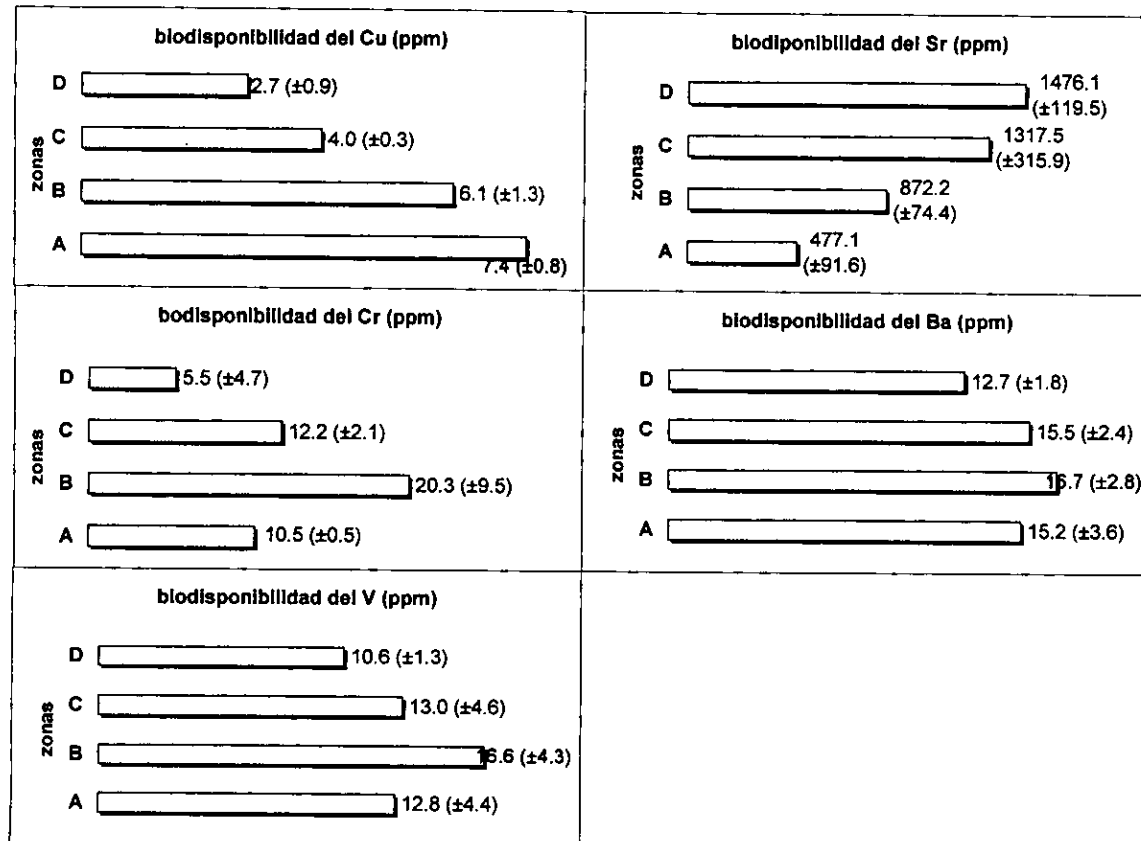 biodisponibilidad del Cu (ppm)
zonas
D 2.7 (±0.9)
C 4.0 (±0.3)
B 6.1 (±1.3)
A 7.4 (±0.8)
biodiponibilidad del Sr (ppm)
zonas
D 1476.1
(±119.5)
C 1317.5
(±315.9)
B 872.2
(±74.4)
A 477.1
(±91.6)
bodisponibilidad del Cr (ppm)
zonas
D 5.5 (±4.7)
C 12.2 (±2.1)
B 20.3 (±9.5)
A 10.5 (±0.5)
biodisponibilidad del Ba (ppm)
zonas
D 12.7 (±1.8)
C 15.5 (±2.4)
B 16.7 (±2.8)
A 15.2 (±3.6)
biodisponibilidad del V (ppm)
zonas
D 10.6 (±1.3)
C 13.0 (±4.6)
B 16.6 (±4.3)
A 12.8 (±4.4)